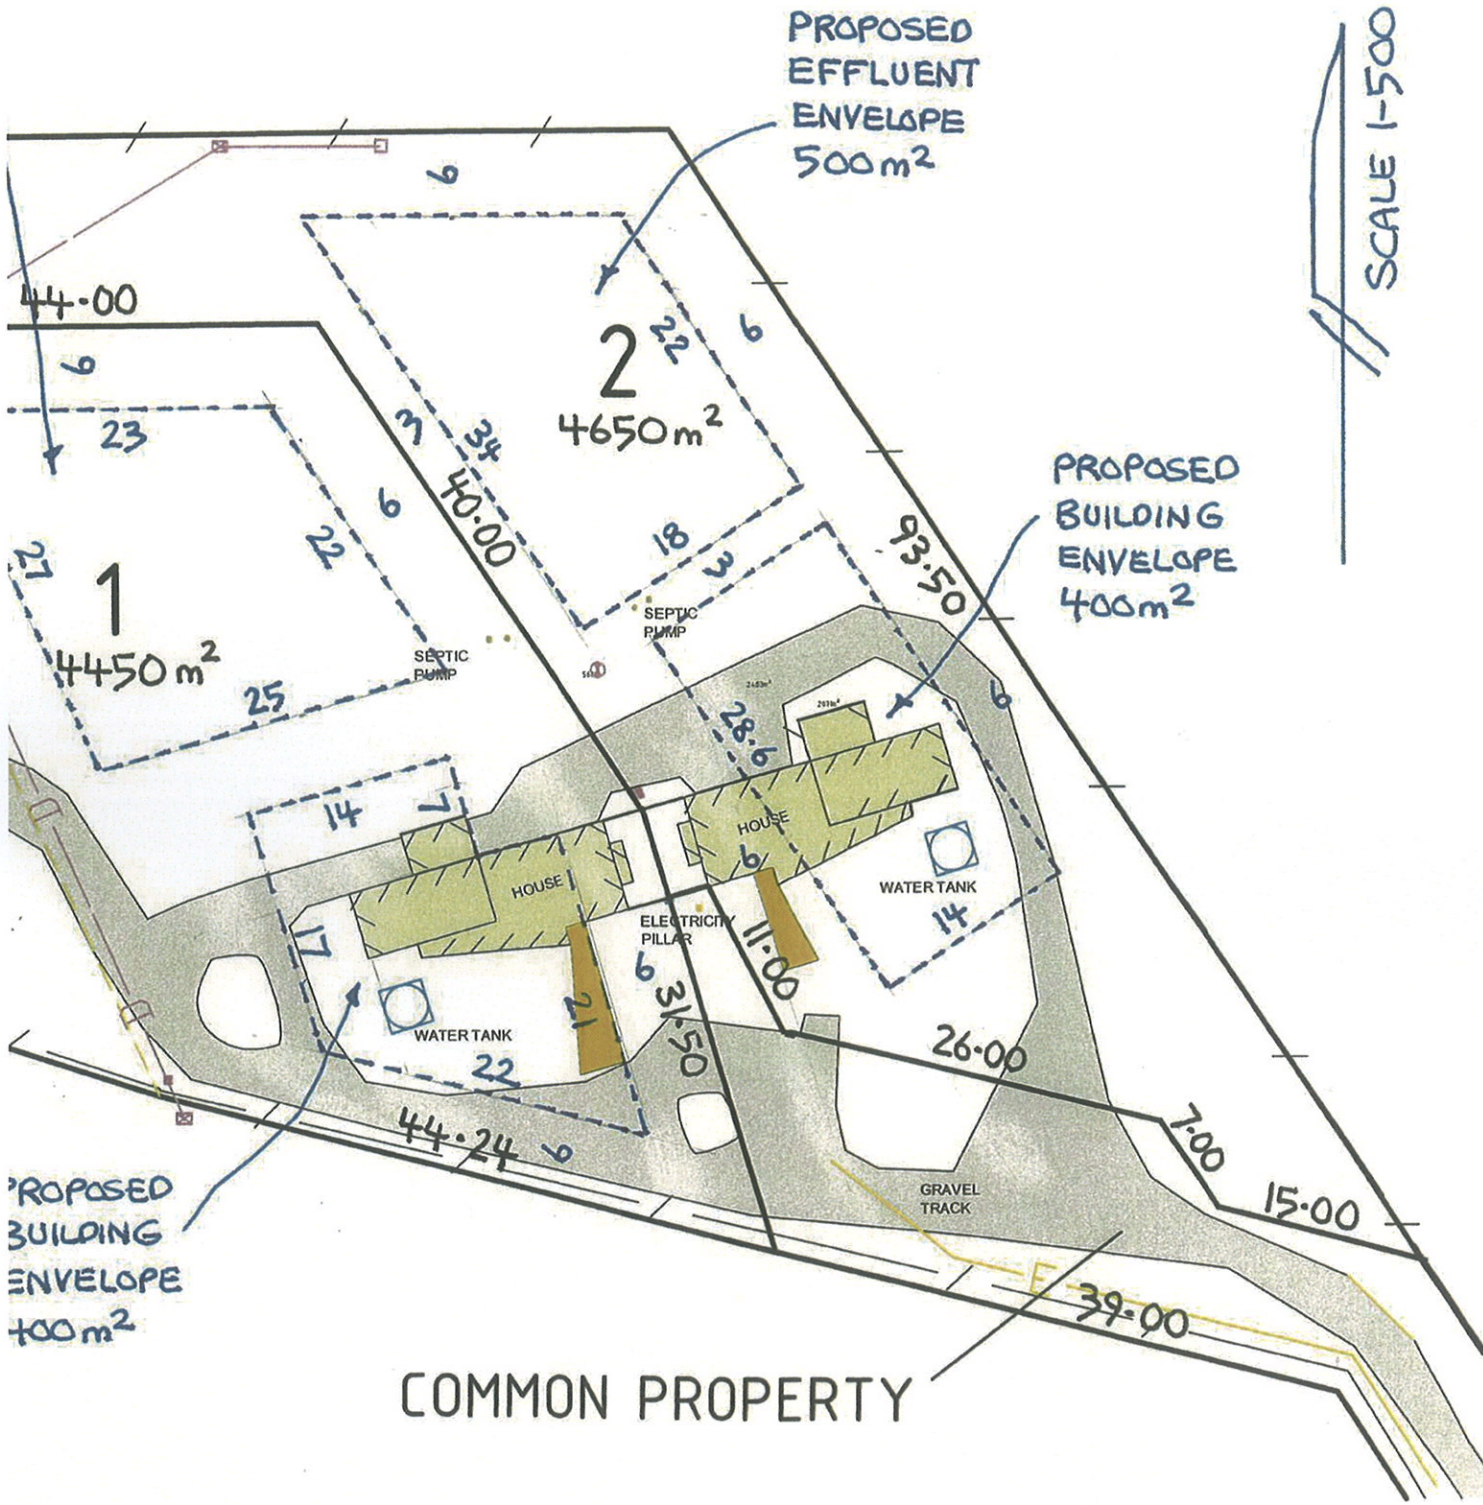 PROPOSED
EFFLUENT
ENVELOPE
500m²
SCALE 1-500
6
44·00
6
23
22
6
2
4650m²
3
34
40·00
6
22
27
1
4450m²
25
18
3
93·50
PROPOSED
BUILDING
ENVELOPE
400m²
SEPTIC
PUMP
SEPTIC
PUMP
28·6
6
14
7
HOUSE
6
HOUSE
WATER TANK
14
17
ELECTRICITY
PILLAR
6
11·00
21
31·50
WATER TANK
22
26·00
44·24
6
7·00
15·00
PROPOSED
BUILDING
ENVELOPE
400m²
GRAVEL
TRACK
E
39·00
COMMON PROPERTY